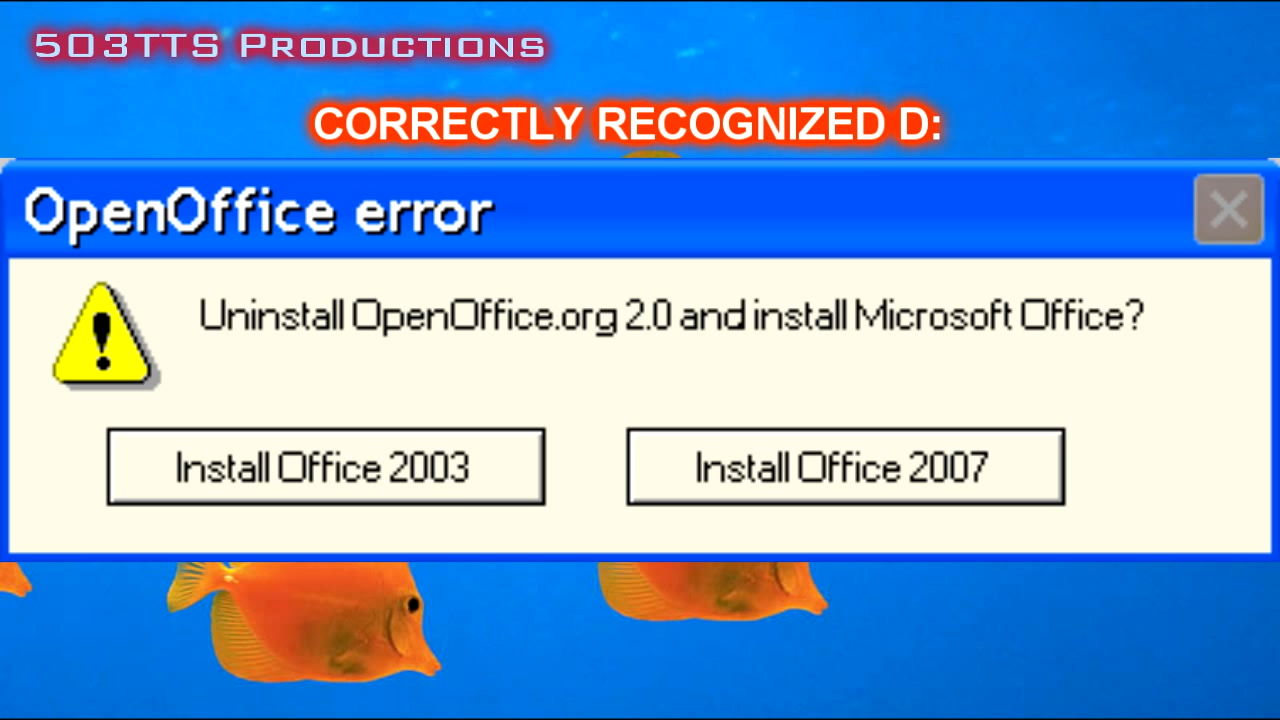 503TTS Productions
CORRECTLY RECOGNIZED D:
OpenOffice error
Uninstall OpenOffice.org 2.0 and install Microsoft Office?
Install Office 2003
Install Office 2007